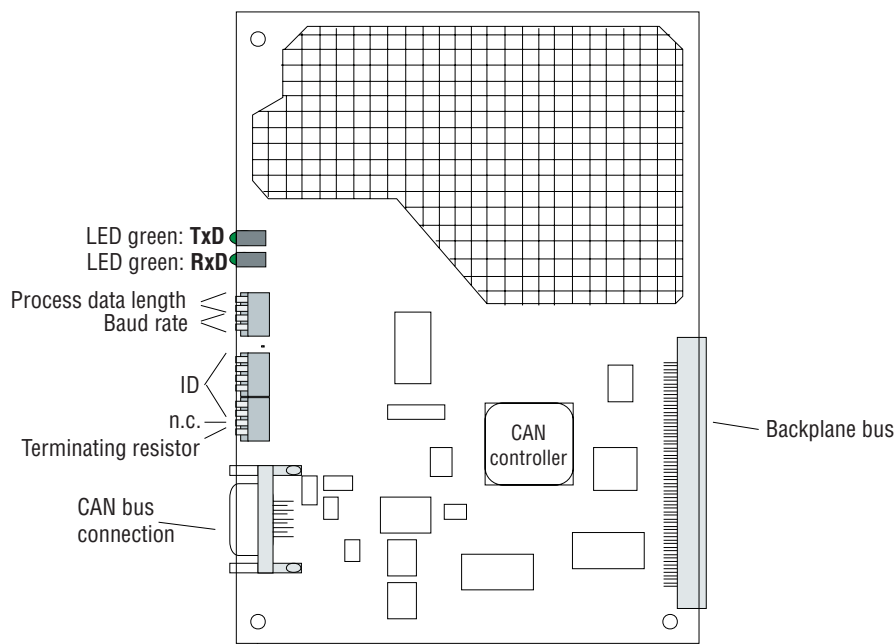 LED green: TxD
LED green: RxD
Process data length
Baud rate
ID
n.c.
Terminating resistor
CAN bus
connection
CAN
controller
Backplane bus